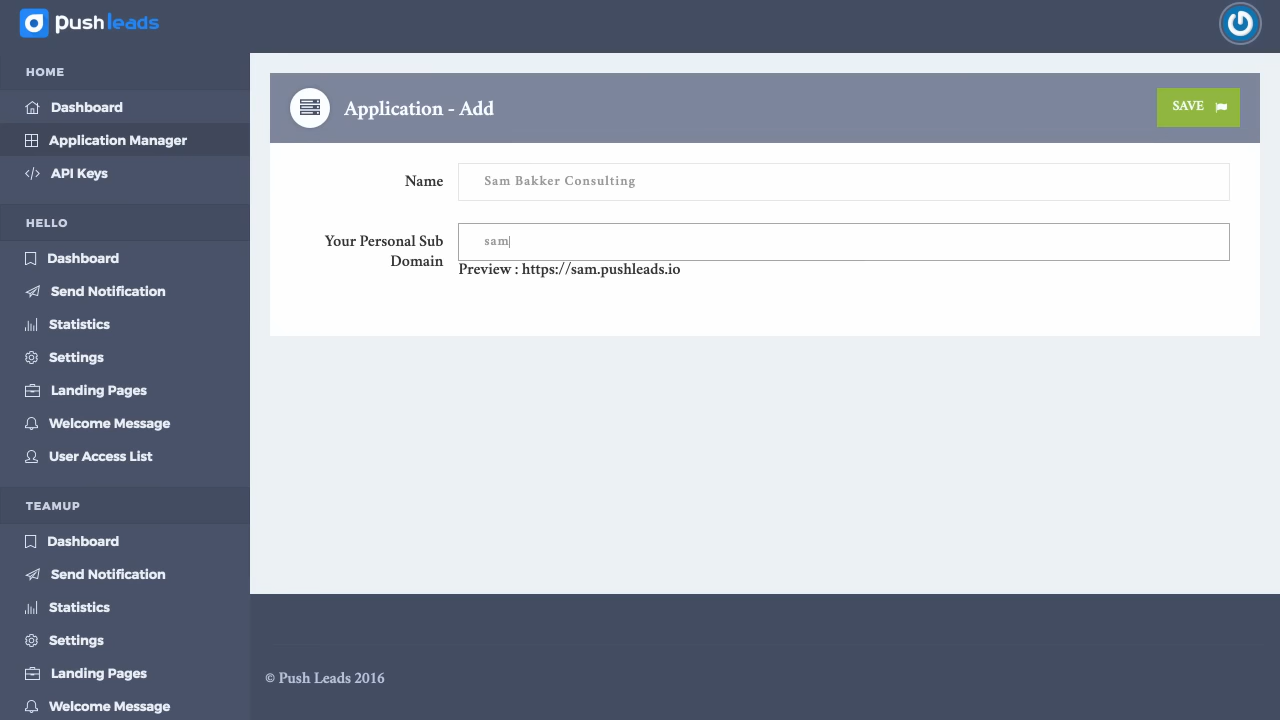 pushleads
HOME
Dashboard
Application Manager
API Keys
HELLO
Dashboard
Send Notification
Statistics
Settings
Landing Pages
Welcome Message
User Access List
TEAMUP
Dashboard
Send Notification
Statistics
Settings
Landing Pages
Welcome Message
Application - Add
SAVE
Name
Sam Bakker Consulting
Your Personal Sub
Domain
sam
Preview : https://sam.pushleads.io
© Push Leads 2016